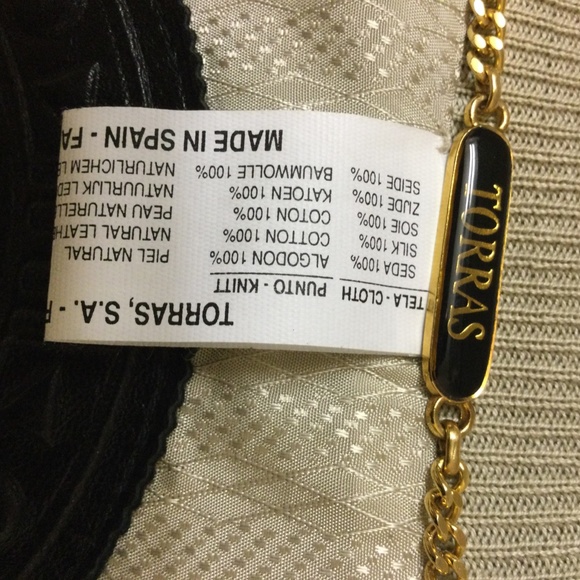 TORRAS, S.A. - F
TELA - CLOTH PUNTO - KNITT
SEDA 100% ALGODON 100% PIEL NATURAL
SILK 100% COTTON 100% NATURAL LEATHE
SOIE 100% COTON 100% PEAU NATURELL
ZUDE 100% KATOEN 100% NATUURLIJK LED
SEIDE 100% BAUMWOLLE 100% NATURLICHEM LE
MADE IN SPAIN - FA
TORRAS